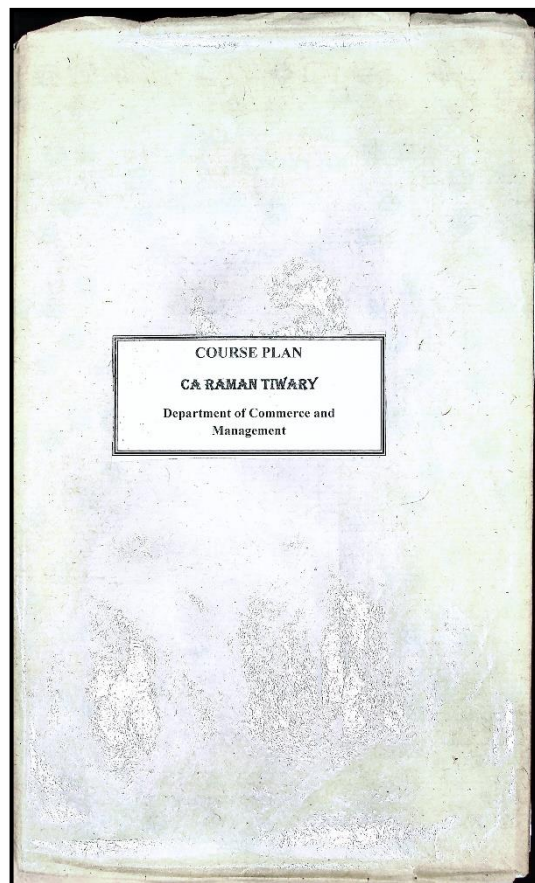 COURSE PLAN
CA RAMAN TIWARY
Department of Commerce and
Management